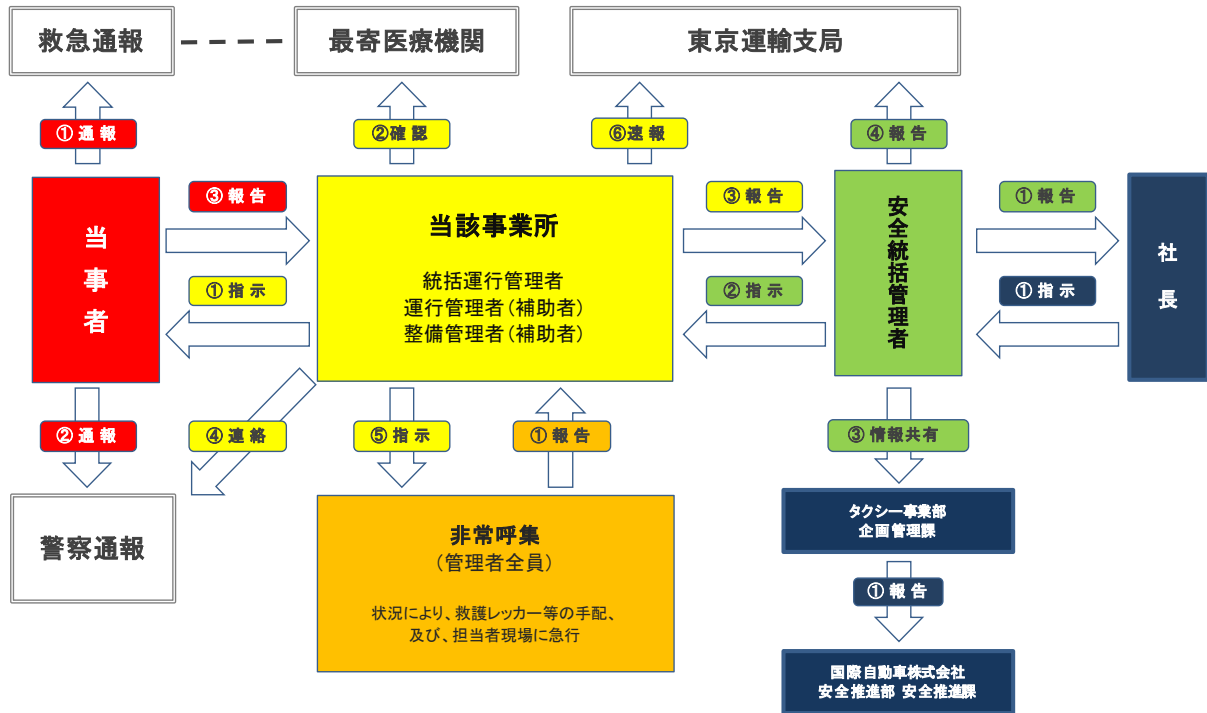 救急通報
最寄医療機関
東京運輸支局
①通報
②確認
⑥速報
④報告
当事者
③報告
①指示
当該事業所
統括運行管理者
運行管理者（補助者）
整備管理者（補助者）
③報告
②指示
安全統括管理者
①報告
①指示
社長
②通報
④連絡
⑤指示
①報告
③情報共有
警察通報
非常呼集
（管理者全員）
状況により、救護レッカー等の手配、
及び、担当者現場に急行
タクシー事業部
企画管理課
①報告
国際自動車株式会社
安全推進部 安全推進課